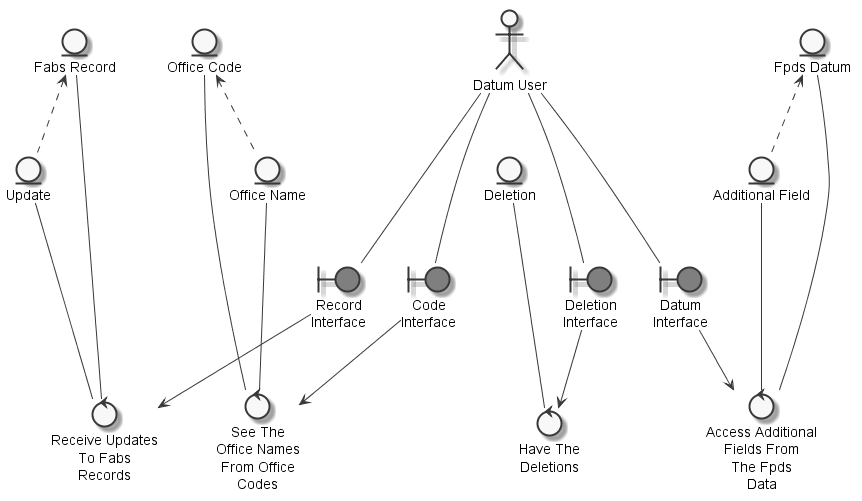 Fabs Record
Office Code
Datum User
Fpds Datum
Update
Office Name
Deletion
Additional Field
Record
Interface
Code
Interface
Deletion
Interface
Datum
Interface
Receive Updates
To Fabs
Records
See The
Office Names
From Office
Codes
Have The
Deletions
Access Additional
Fields From
The Fpds
Data